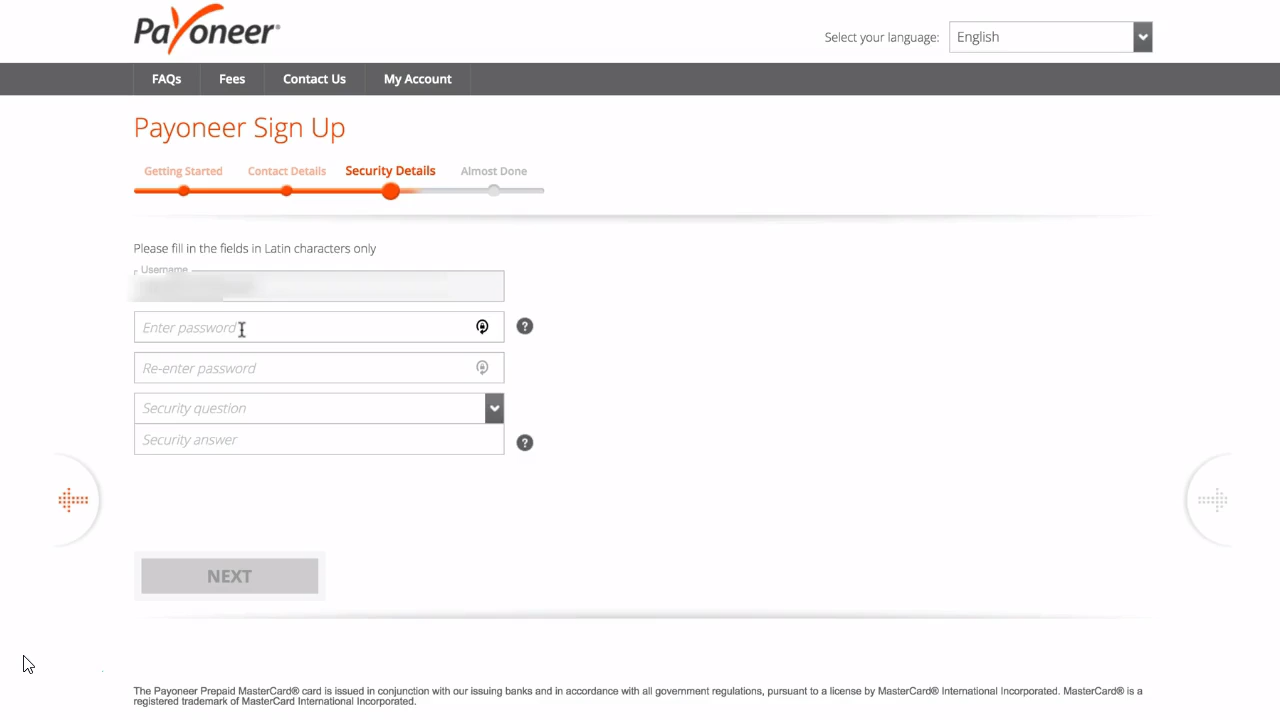 Payoneer®
Select your language: English
FAQs Fees Contact Us My Account
Payoneer Sign Up
Getting Started Contact Details Security Details Almost Done
Please fill in the fields in Latin characters only
Username
Enter password
?
Re-enter password
Security question
Security answer
?
NEXT
The Payoneer Prepaid MasterCard® card is issued in conjunction with our issuing banks and in accordance with all government regulations, pursuant to a license by MasterCard® International Incorporated. MasterCard® is a
registered trademark of MasterCard International Incorporated.